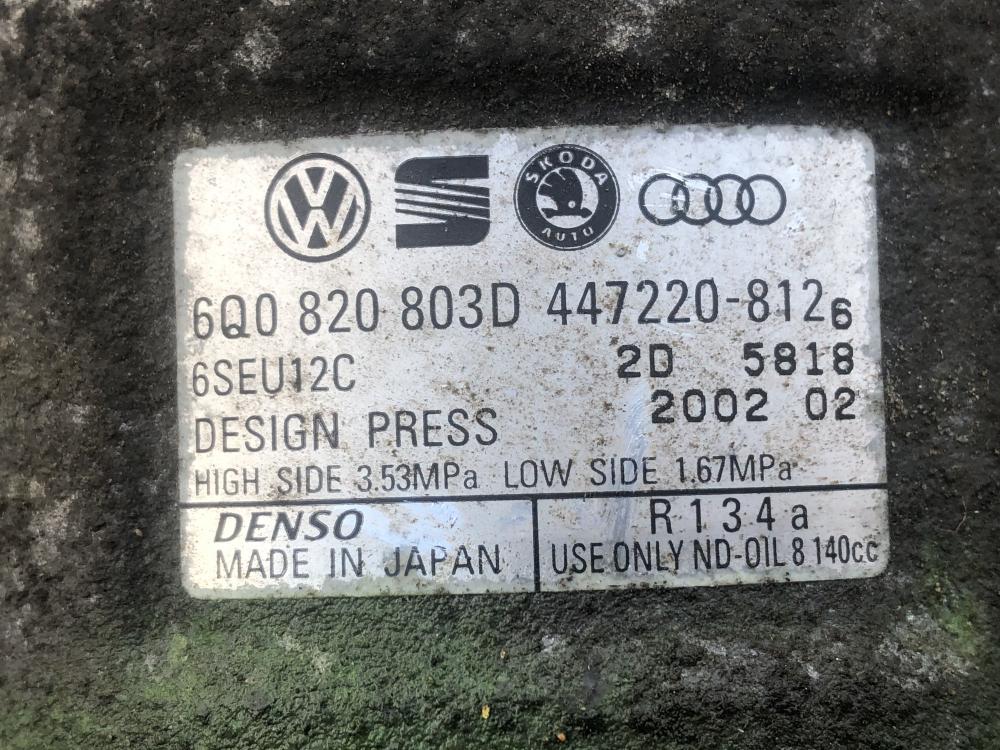 SKODA
AUTO
6Q0 820 803D 447220-8126
6SEU12C 2D 5818
2002 02
DESIGN PRESS
HIGH SIDE 3.53MPa LOW SIDE 1.67MPa
DENSO
MADE IN JAPAN
R134a
USE ONLY ND-OIL 8 140cc